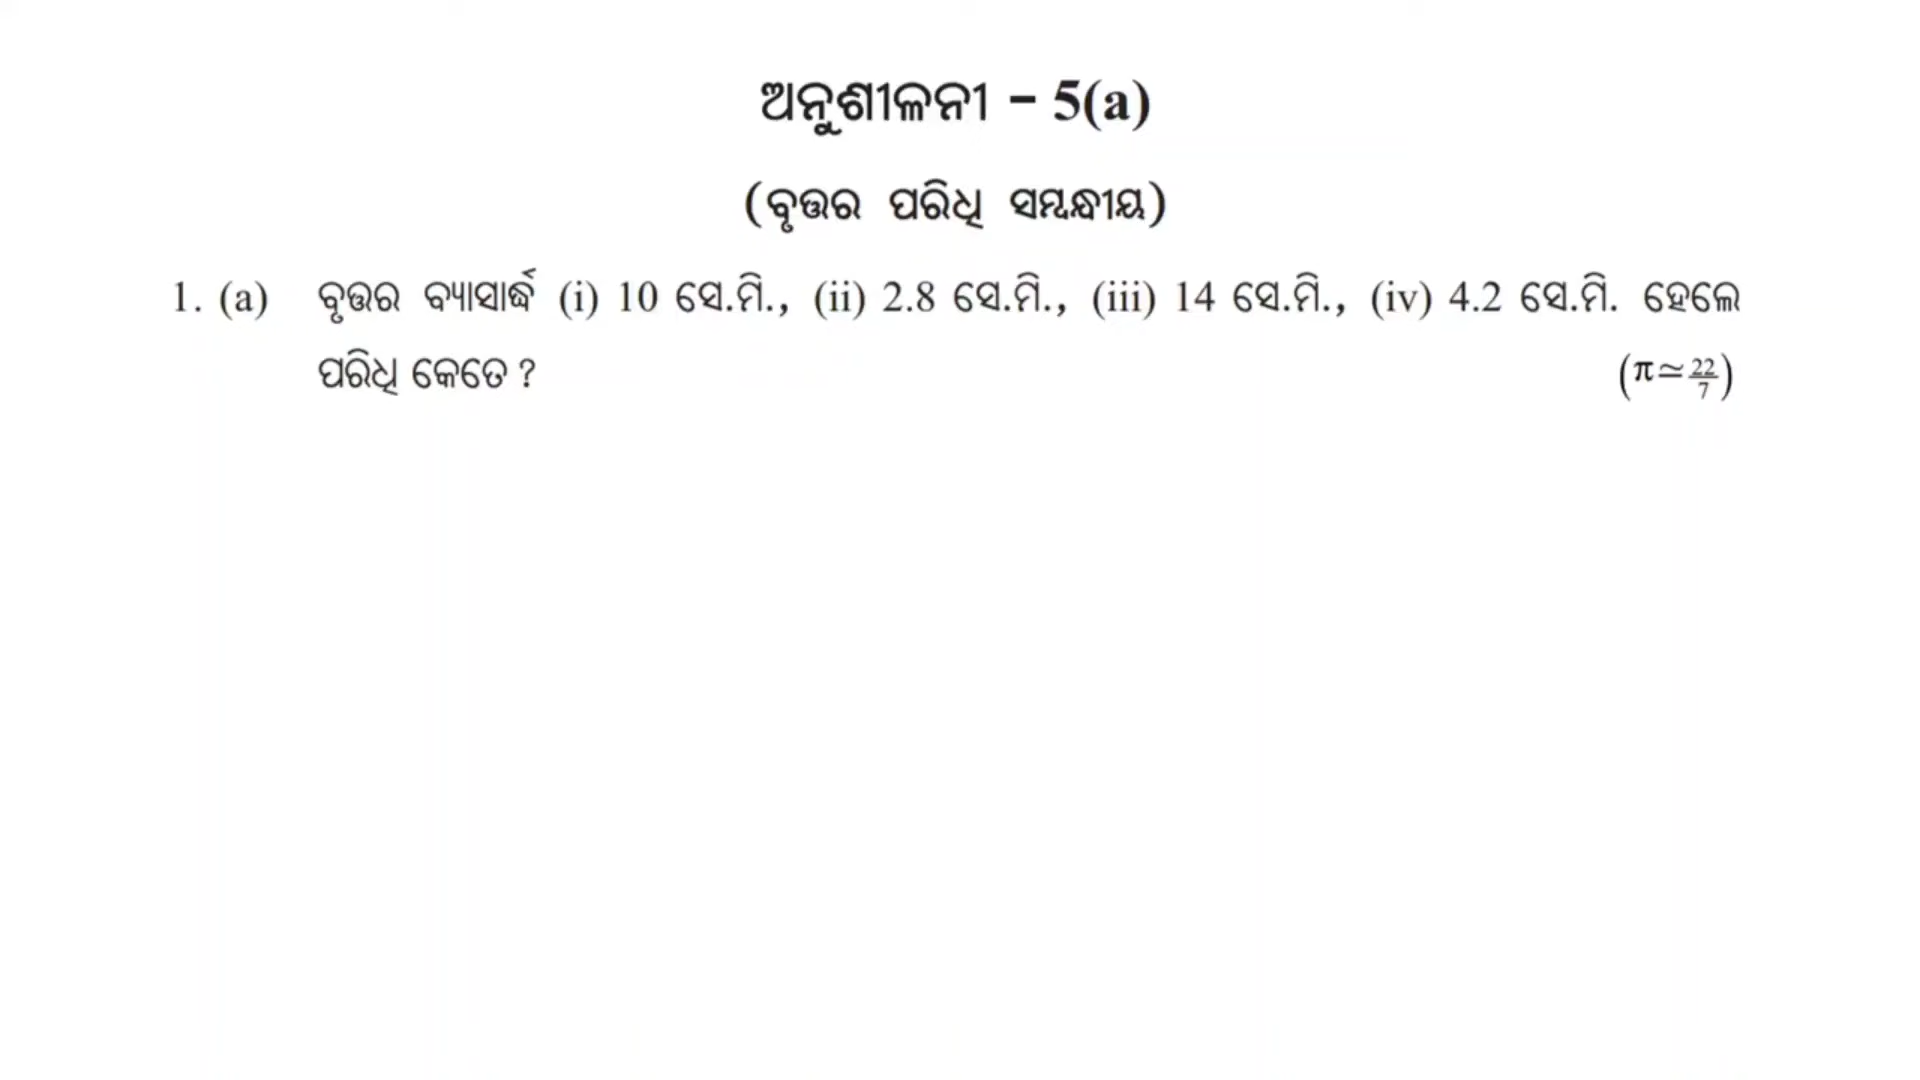 ଅନୁଶୀଳନୀ – 5(a)
(ବୃତ୍ତର ପରିଧି ସମ୍ବନ୍ଧୀୟ)
1. (a) ବୃତ୍ତର ବ୍ୟାସାର୍ଦ୍ଧ (i) 10 ସେ.ମି., (ii) 2.8 ସେ.ମି., (iii) 14 ସେ.ମି., (iv) 4.2 ସେ.ମି. ହେଲେ
ପରିଧି କେତେ ? (π≃22/7)